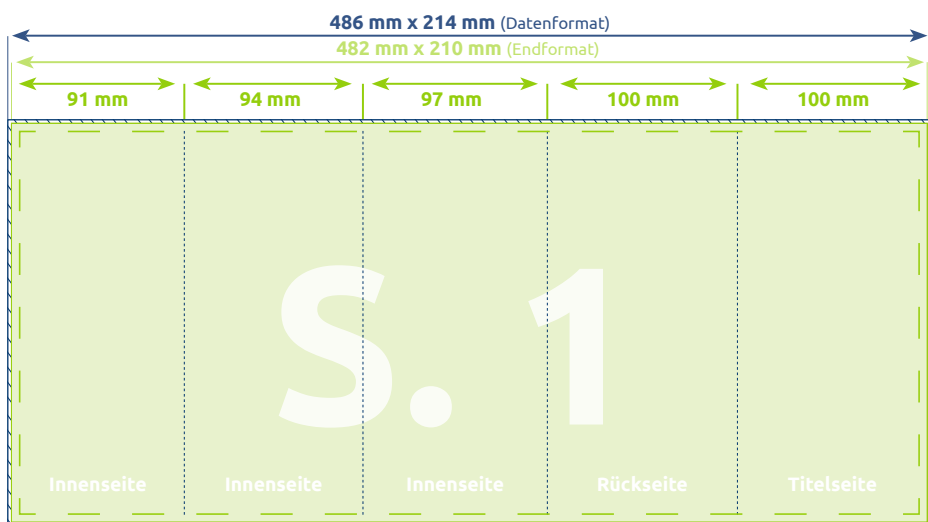 486 mm x 214 mm (Datenformat)
482 mm x 210 mm (Endformat)
91 mm 94 mm 97 mm 100 mm 100 mm
S. 1
Innenseite Innenseite Innenseite Rückseite Titelseite